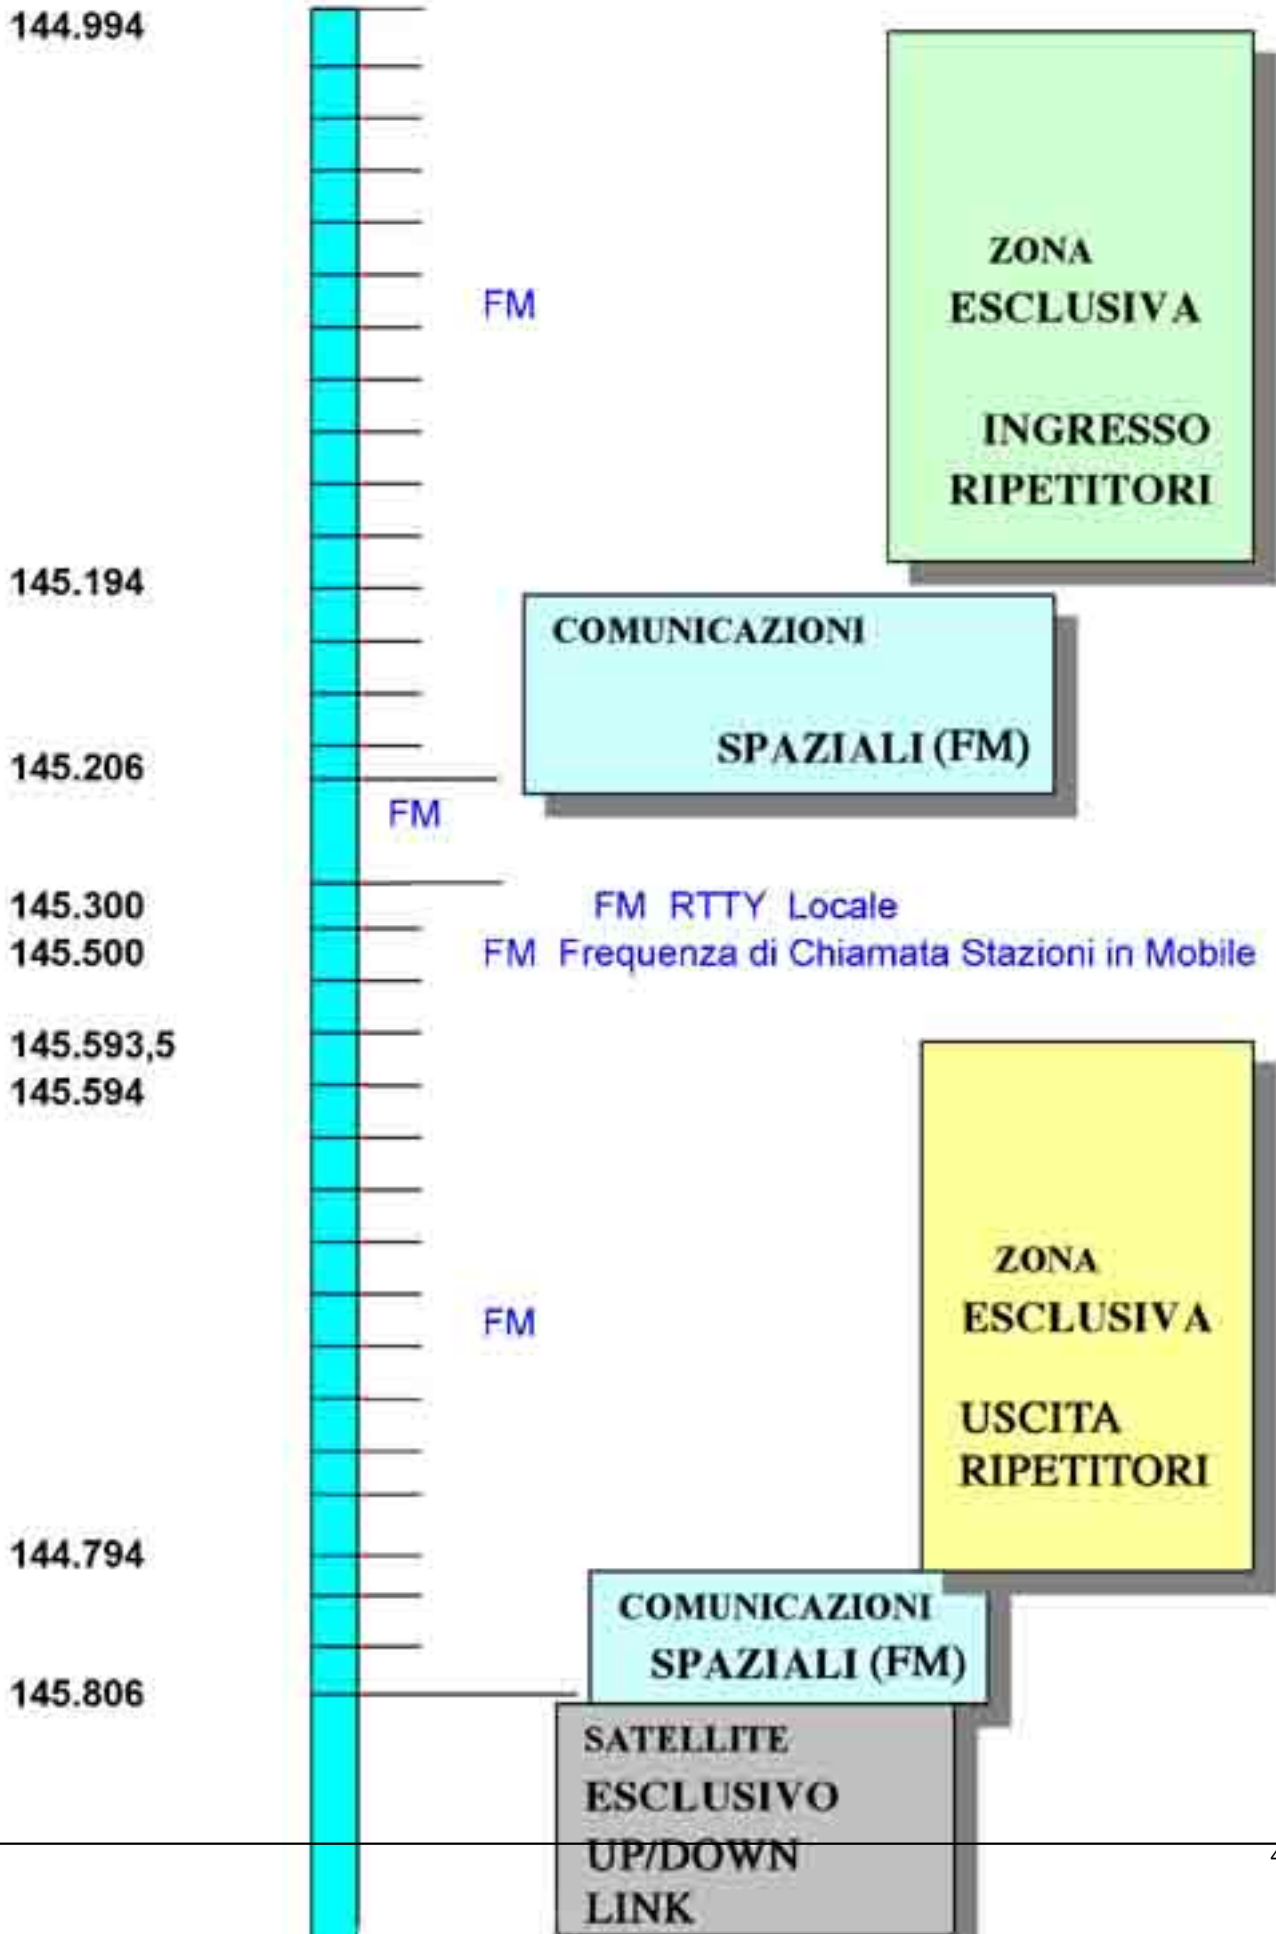 144.994
ZONA
ESCLUSIVA
FM
INGRESSO
RIPETITORI
145.194
COMUNICAZIONI
SPAZIALI (FM)
145.206
FM
145.300
FM RTTY Locale
145.500
FM Frequenza di Chiamata Stazioni in Mobile
145.593,5
145.594
ZONA
ESCLUSIVA
FM
USCITA
RIPETITORI
144.794
COMUNICAZIONI
SPAZIALI (FM)
145.806
SATELLITE
ESCLUSIVO
UP/DOWN
LINK
4